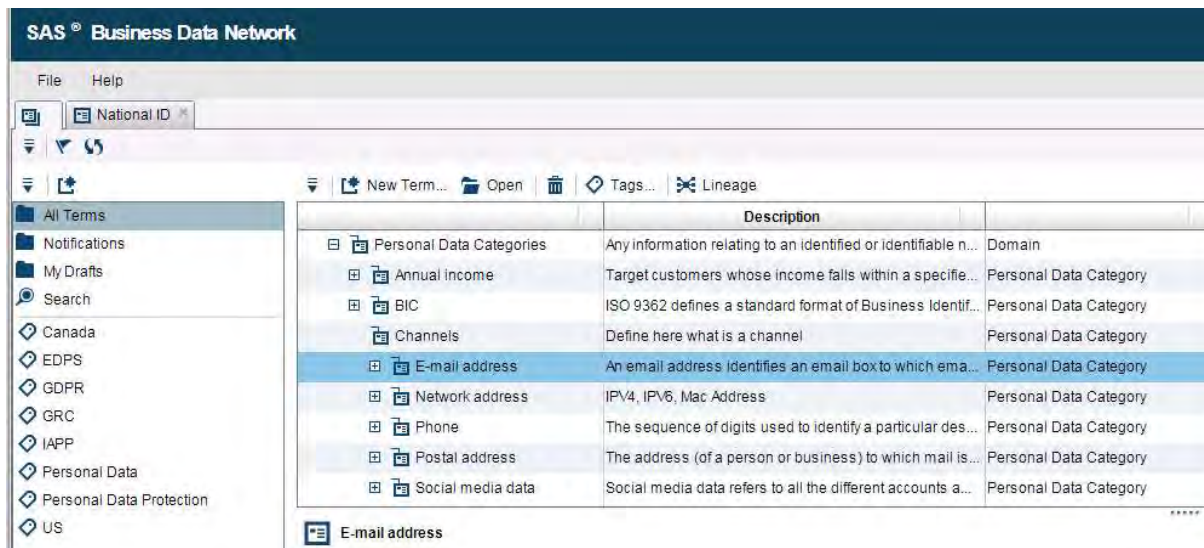 SAS ® Business Data Network
File Help
National ID
New Term... Open Tags... Lineage
All Terms
Notifications
My Drafts
Search
Canada
EDPS
GDPR
GRC
IAPP
Personal Data
Personal Data Protection
US
Description
Personal Data Categories Any information relating to an identified or identifiable n... Domain
Annual income Target customers whose income falls within a specifie... Personal Data Category
BIC ISO 9362 defines a standard format of Business Identif... Personal Data Category
Channels Define here what is a channel Personal Data Category
E-mail address An email address identifies an email box to which ema... Personal Data Category
Network address IPV4, IPV6, Mac Address Personal Data Category
Phone The sequence of digits used to identify a particular des... Personal Data Category
Postal address The address (of a person or business) to which mail is... Personal Data Category
Social media data Social media data refers to all the different accounts a... Personal Data Category
E-mail address